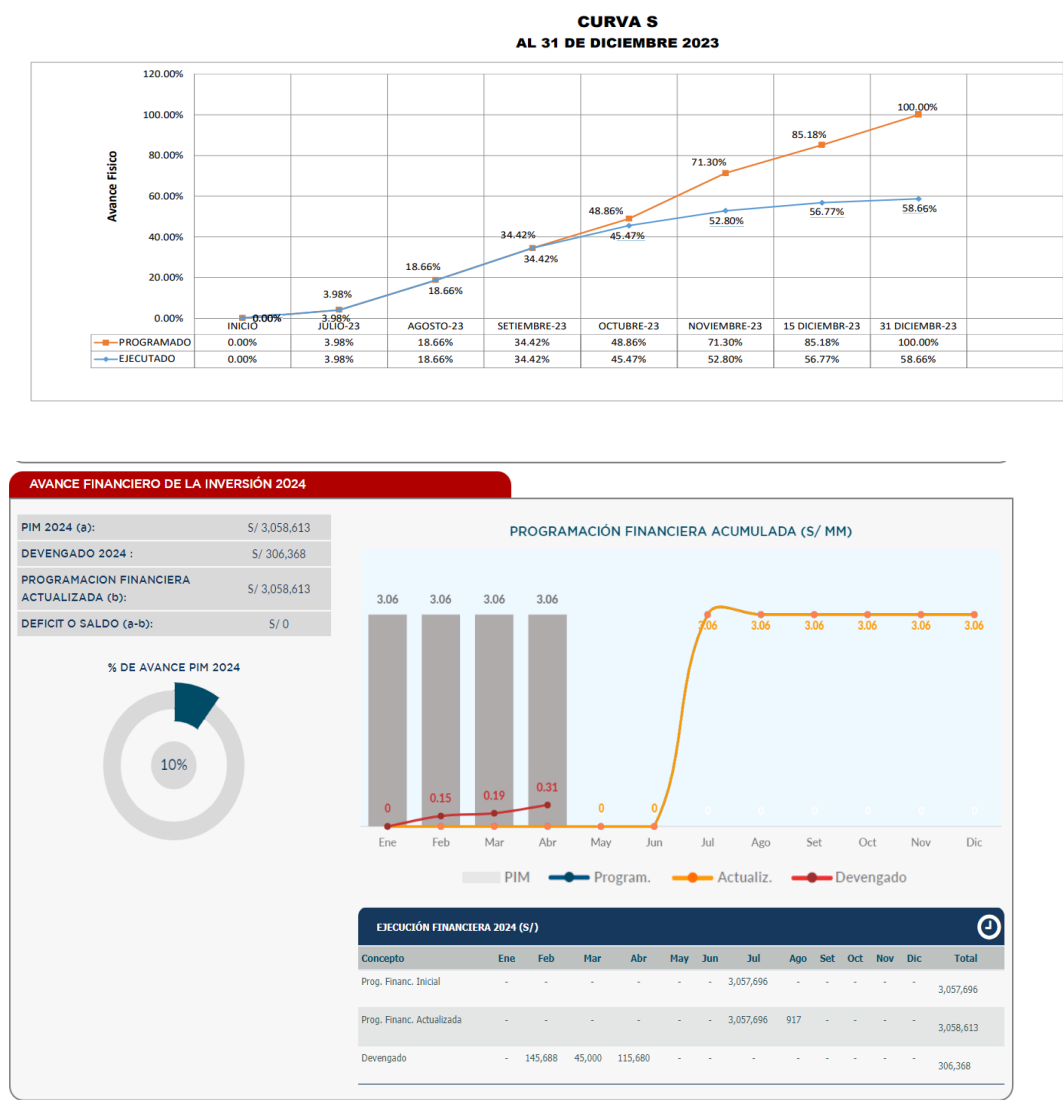 CURVA S
AL 31 DE DICIEMBRE 2023
120.00%
100.00%
80.00%
60.00%
40.00%
20.00%
0.00%
Avance Fisico
0.00%
3.98%
3.98%
18.66%
18.66%
34.42%
34.42%
48.86%
45.47%
71.30%
52.80%
85.18%
56.77%
100.00%
58.66%
INICIO JULIO-23 AGOSTO-23 SETIEMBRE-23 OCTUBRE-23 NOVIEMBRE-23 15 DICIEMBR-23 31 DICIEMBR-23
PROGRAMADO 0.00% 3.98% 18.66% 34.42% 48.86% 71.30% 85.18% 100.00%
EJECUTADO 0.00% 3.98% 18.66% 34.42% 45.47% 52.80% 56.77% 58.66%
AVANCE FINANCIERO DE LA INVERSIÓN 2024
PIM 2024 (a): S/ 3,058,613
DEVENGADO 2024 : S/ 306,368
PROGRAMACION FINANCIERA
ACTUALIZADA (b): S/ 3,058,613
DEFICIT O SALDO (a-b): S/ 0
% DE AVANCE PIM 2024
10%
PROGRAMACIÓN FINANCIERA ACUMULADA (S/ MM)
3.06 3.06 3.06 3.06
3.06 3.06 3.06 3.06 3.06 3.06
0 0.15 0.19 0.31 0 0 0 0 0 0 0 0
Ene Feb Mar Abr May Jun Jul Ago Set Oct Nov Dic
PIM Program. Actualiz. Devengado
EJECUCIÓN FINANCIERA 2024 (S/)
Concepto Ene Feb Mar Abr May Jun Jul Ago Set Oct Nov Dic Total
Prog. Financ. Inicial - - - - - - 3,057,696 - - - - - 3,057,696
Prog. Financ. Actualizada - - - - - - 3,057,696 917 - - - - 3,058,613
Devengado - 145,688 45,000 115,680 - - - - - - - - 306,368